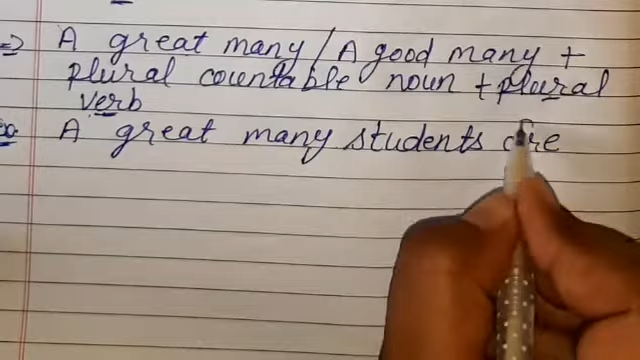 ⇒ A great many / A good many +
plural countable noun + plural
verb
A great many students are